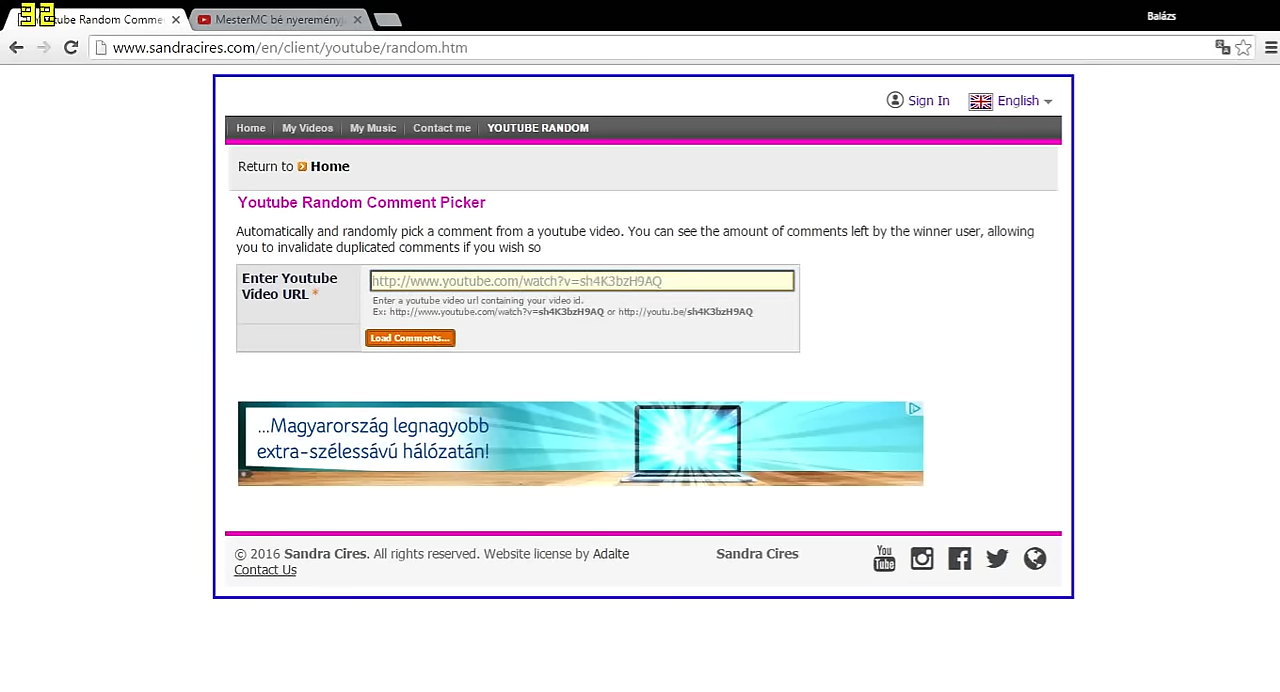 32
utube Random Comme
MesterMC bé nyereményj
Balázs
www.sandracires.com/en/client/youtube/random.htm
Sign In
English
Home
My Videos
My Music
Contact me
YOUTUBE RANDOM
Return to Home
Youtube Random Comment Picker
Automatically and randomly pick a comment from a youtube video. You can see the amount of comments left by the winner user, allowing
you to invalidate duplicated comments if you wish so
Enter Youtube
Video URL *
http://www.youtube.com/watch?v=sh4K3bzH9AQ
Enter a youtube video url containing your video id.
Ex: http://www.youtube.com/watch?v=sh4K3bzH9AQ or http://youtu.be/sh4K3bzH9AQ
Load Comments...
...Magyarország legnagyobb
extra-szélessávú hálózatán!
© 2016 Sandra Cires. All rights reserved. Website license by Adalte
Contact Us
Sandra Cires
You
Tube